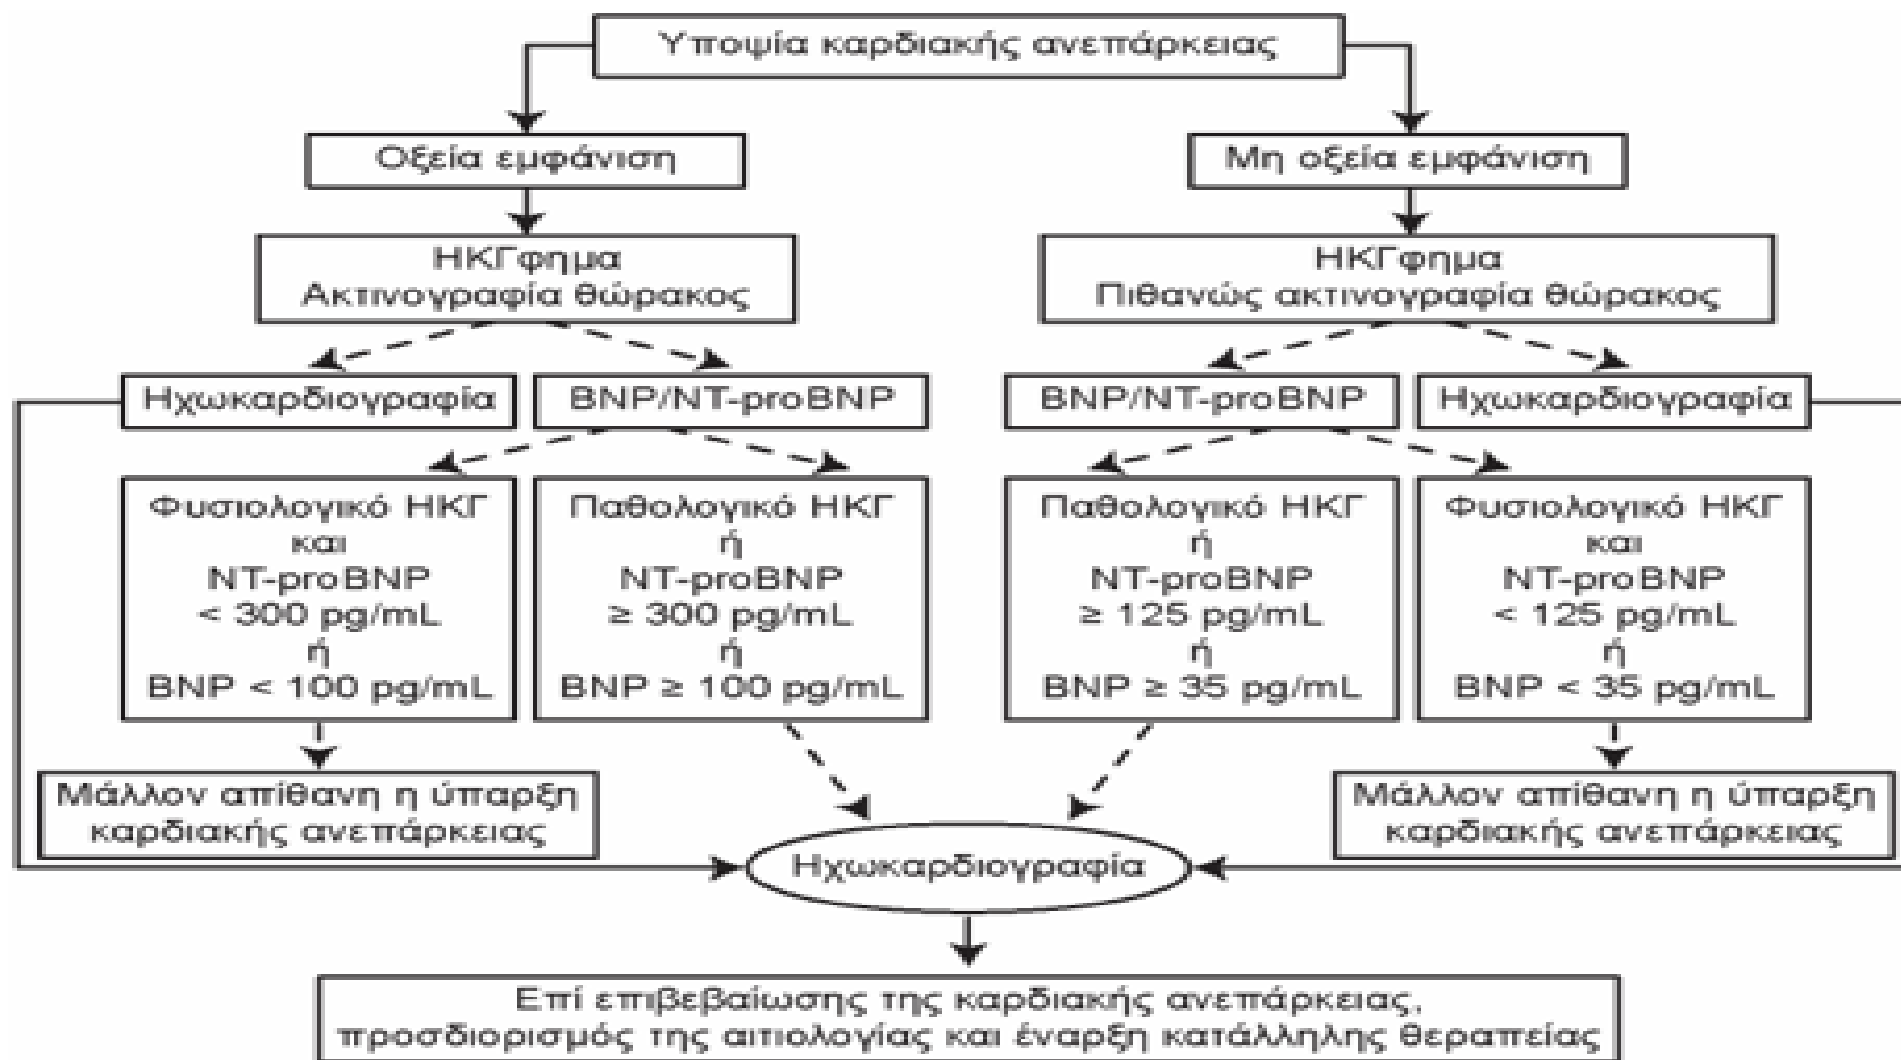 Υποψία καρδιακής ανεπάρκειας
Οξεία εμφάνιση
Μη οξεία εμφάνιση
ΗΚΓφημα
Ακτινογραφία θώρακος
ΗΚΓφημα
Πιθανώς ακτινογραφία θώρακος
Ηχωκαρδιογραφία
BNP/NT-proBNP
BNP/NT-proBNP
Ηχωκαρδιογραφία
Φυσιολογικό ΗΚΓ
και
NT-proBNP
< 300 pg/mL
ή
BNP < 100 pg/mL
Παθολογικό ΗΚΓ
ή
NT-proBNP
≥ 300 pg/mL
ή
BNP ≥ 100 pg/mL
Παθολογικό ΗΚΓ
ή
NT-proBNP
≥ 125 pg/mL
ή
BNP ≥ 35 pg/mL
Φυσιολογικό ΗΚΓ
και
NT-proBNP
< 125 pg/mL
ή
BNP < 35 pg/mL
Μάλλον απίθανη η ύπαρξη
καρδιακής ανεπάρκειας
Μάλλον απίθανη η ύπαρξη
καρδιακής ανεπάρκειας
Ηχωκαρδιογραφία
Επί επιβεβαίωσης της καρδιακής ανεπάρκειας,
προσδιορισμός της αιτιολογίας και έναρξη κατάλληλης θεραπείας